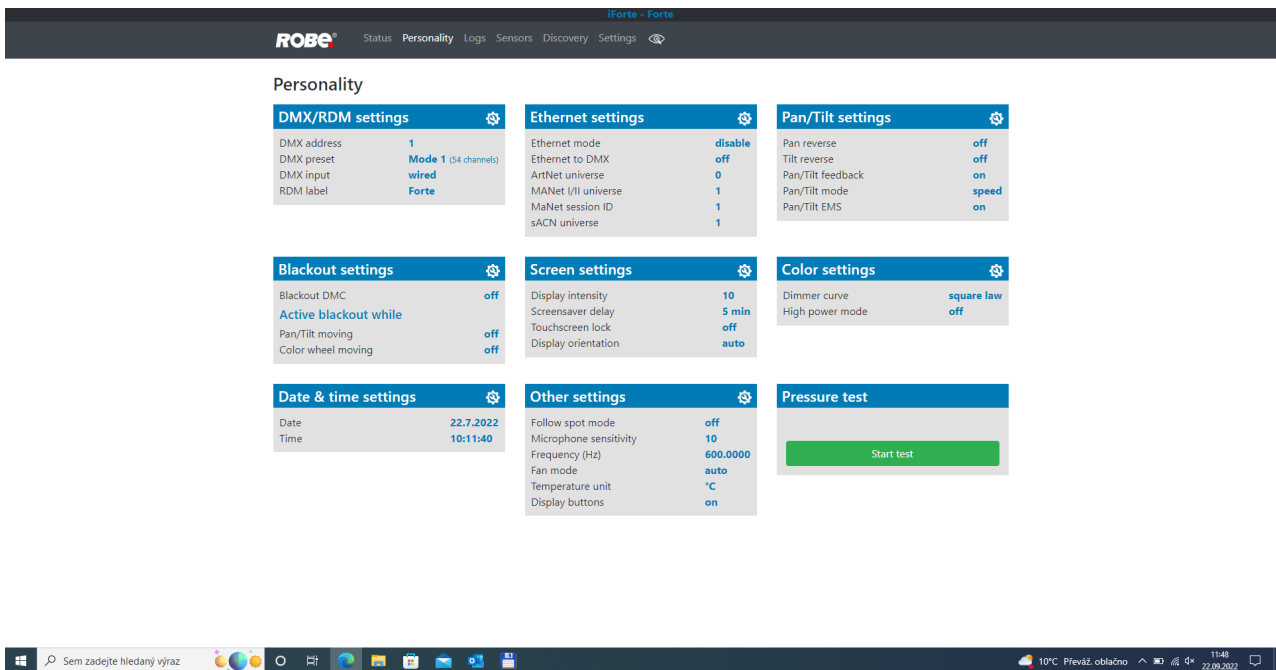 iForte - Forte
ROBE® Status Personality Logs Sensors Discovery Settings
Personality
DMX/RDM settings
DMX address 1
DMX preset Mode 1 (54 channels)
DMX input wired
RDM label Forte
Ethernet settings
Ethernet mode disable
Ethernet to DMX off
ArtNet universe 0
MANet I/II universe 1
MaNet session ID 1
sACN universe 1
Pan/Tilt settings
Pan reverse off
Tilt reverse off
Pan/Tilt feedback on
Pan/Tilt mode speed
Pan/Tilt EMS on
Blackout settings
Blackout DMC off
Active blackout while
Pan/Tilt moving off
Color wheel moving off
Screen settings
Display intensity 10
Screensaver delay 5 min
Touchscreen lock off
Display orientation auto
Color settings
Dimmer curve square law
High power mode off
Date & time settings
Date 22.7.2022
Time 10:11:40
Other settings
Follow spot mode off
Microphone sensitivity 10
Frequency (Hz) 600.0000
Fan mode auto
Temperature unit °C
Display buttons on
Pressure test
Start test
Sem zadejte hledaný výraz
10°C Převáž. oblačno
11:48
22.09.2022